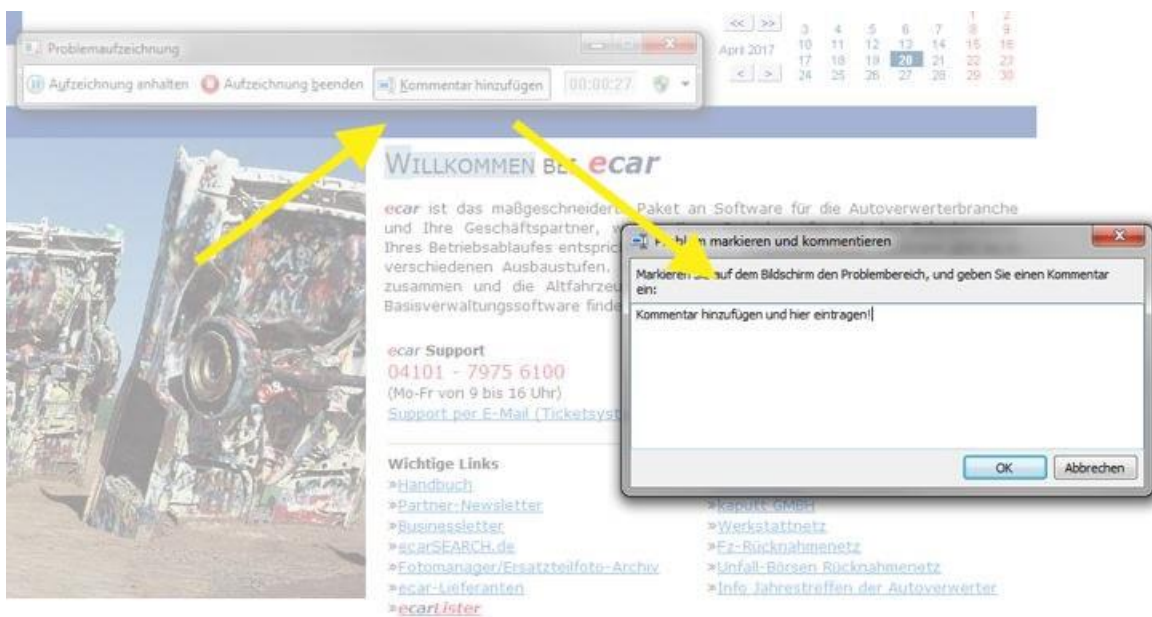 Problemaufzeichnung
Aufzeichnung anhalten Aufzeichnung beenden Kommentar hinzufügen 00:00:27
<< >>
April 2017
< >
1 2
3 4 5 6 7 8 9
10 11 12 13 14 15 16
17 18 19 20 21 22 23
24 25 26 27 28 29 30
WILLKOMMEN BEI ecar
ecar ist das maßgeschneiderte Paket an Software für die Autoverwerterbranche
und Ihre Geschäftspartner,
Ihres Betriebsablaufes
verschiedenen Ausbaustufen.
zusammen und die
Basisverwaltungssoftware
ecar Support
04101 - 7975 6100
(Mo-Fr von 9 bis 16 Uhr)
Support per E-Mail
Problem markieren und kommentieren
Markieren Sie auf dem Bildschirm den Problembereich, und geben Sie einen Kommentar
ein:
Kommentar hinzufügen und hier eintragen!
OK Abbrechen
Wichtige Links
»Handbuch
»Partner-Newsletter
»Businessletter
»ecarSEARCH.de
»Fotomanager/Ersatzteilfoto-Archiv
»ecar-Lieferanten
»ecarLister
»kaputt GMBH
»Werkstattnetz
»Fz-Rücknahmenetz
»Unfall-Börsen Rücknahmenetz
»Info Jahrestreffen der Autoverwerter